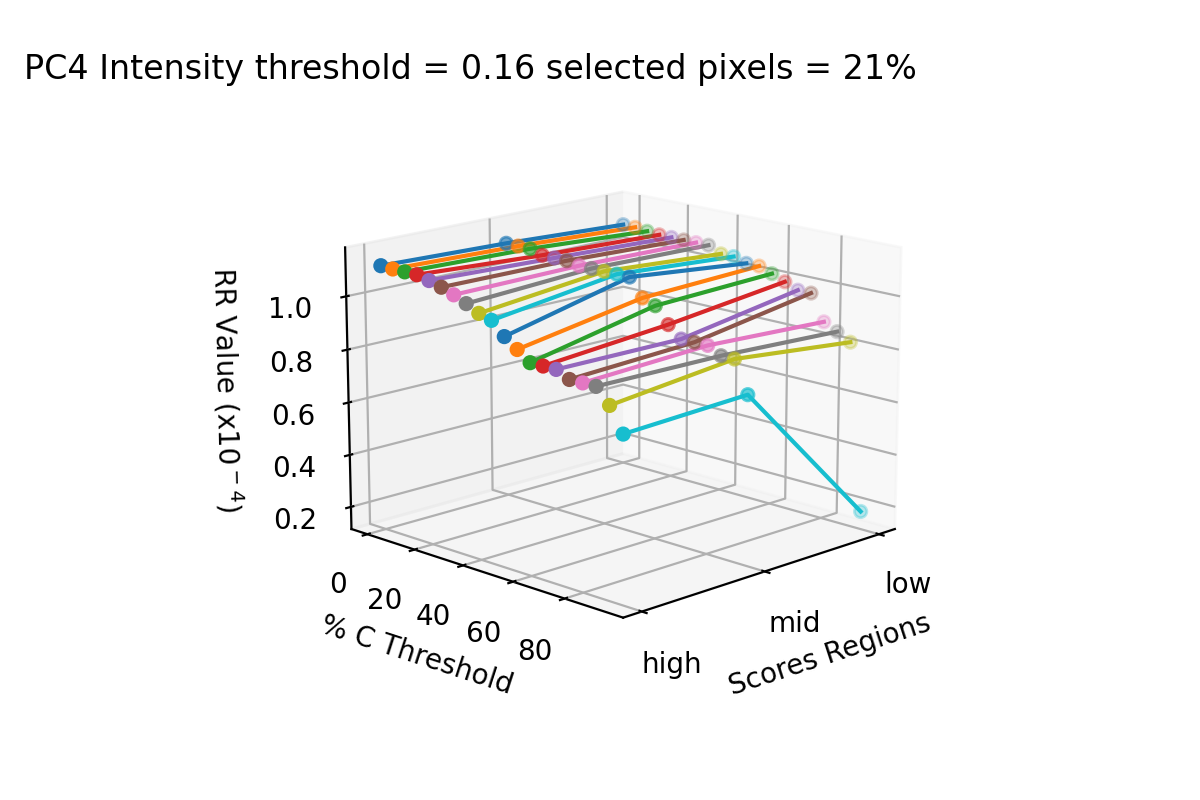 PC4 Intensity threshold = 0.16 selected pixels = 21%
RR Value (x10⁻⁴)
1.0
0.8
0.6
0.4
0.2
0
20
40
60
80
% C Threshold
high
mid
low
Scores Regions